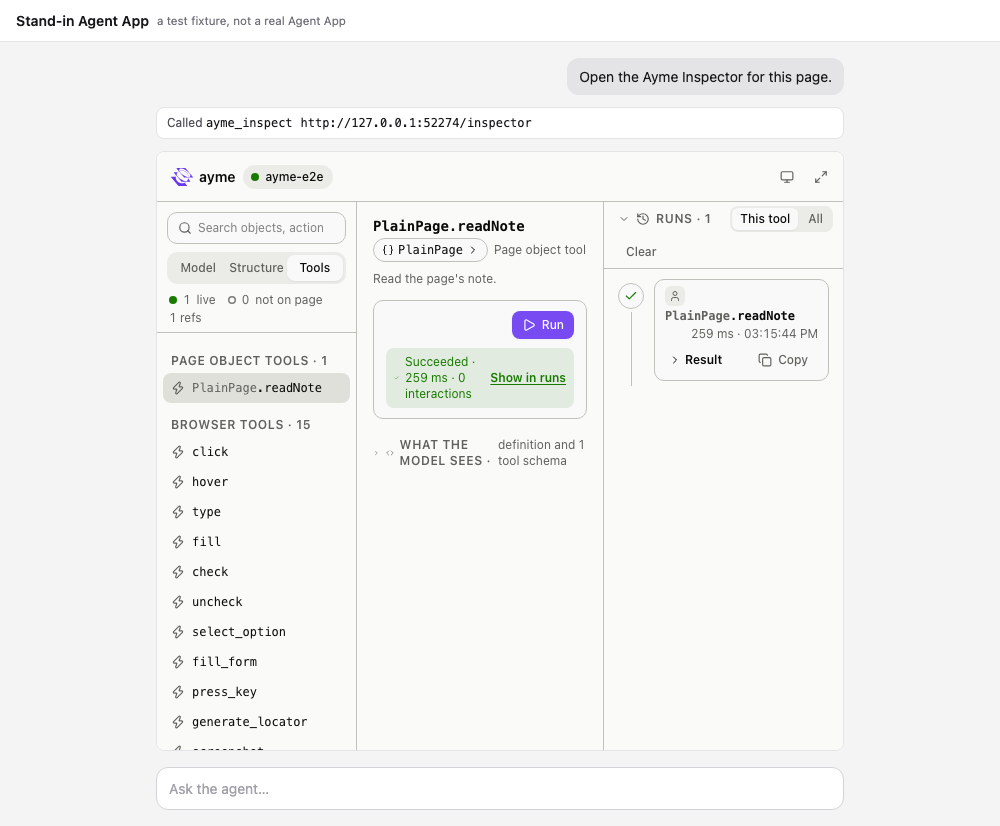 Stand-in Agent App a test fixture, not a real Agent App
Open the Ayme Inspector for this page.
Called ayme_inspect http://127.0.0.1:52274/inspector
ayme ayme-e2e
Search objects, action
Model Structure Tools
1 live 0 not on page
1 refs
PAGE OBJECT TOOLS · 1
PlainPage.readNote
BROWSER TOOLS · 15
click
hover
type
fill
check
uncheck
select_option
fill_form
press_key
generate_locator
screenshot
PlainPage.readNote
{} PlainPage > Page object tool
Read the page's note.
Run
Succeeded ·
259 ms · 0
interactions
Show in runs
WHAT THE
MODEL SEES ·
definition and 1
tool schema
RUNS · 1 This tool All
Clear
PlainPage.readNote
259 ms · 03:15:44 PM
Result Copy
Ask the agent…